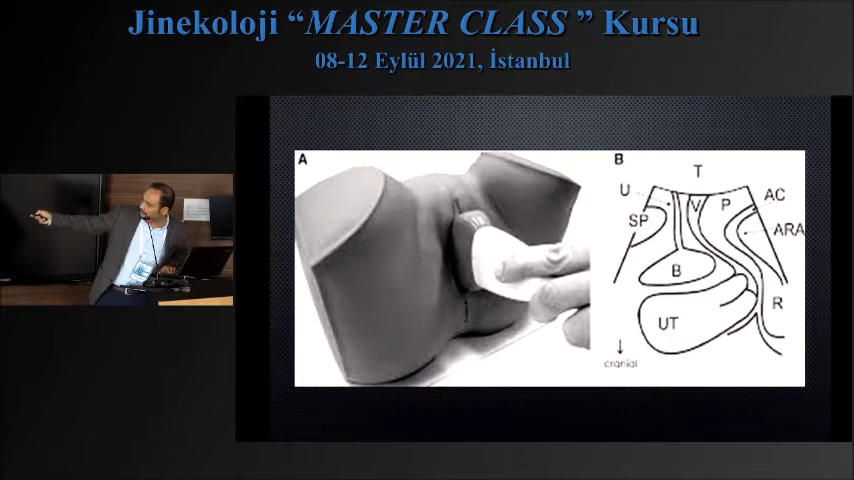 Jinekoloji “MASTER CLASS ” Kursu
08-12 Eylül 2021, İstanbul
A
B
T
U
V
P
AC
SP
ARA
B
R
UT
cranial